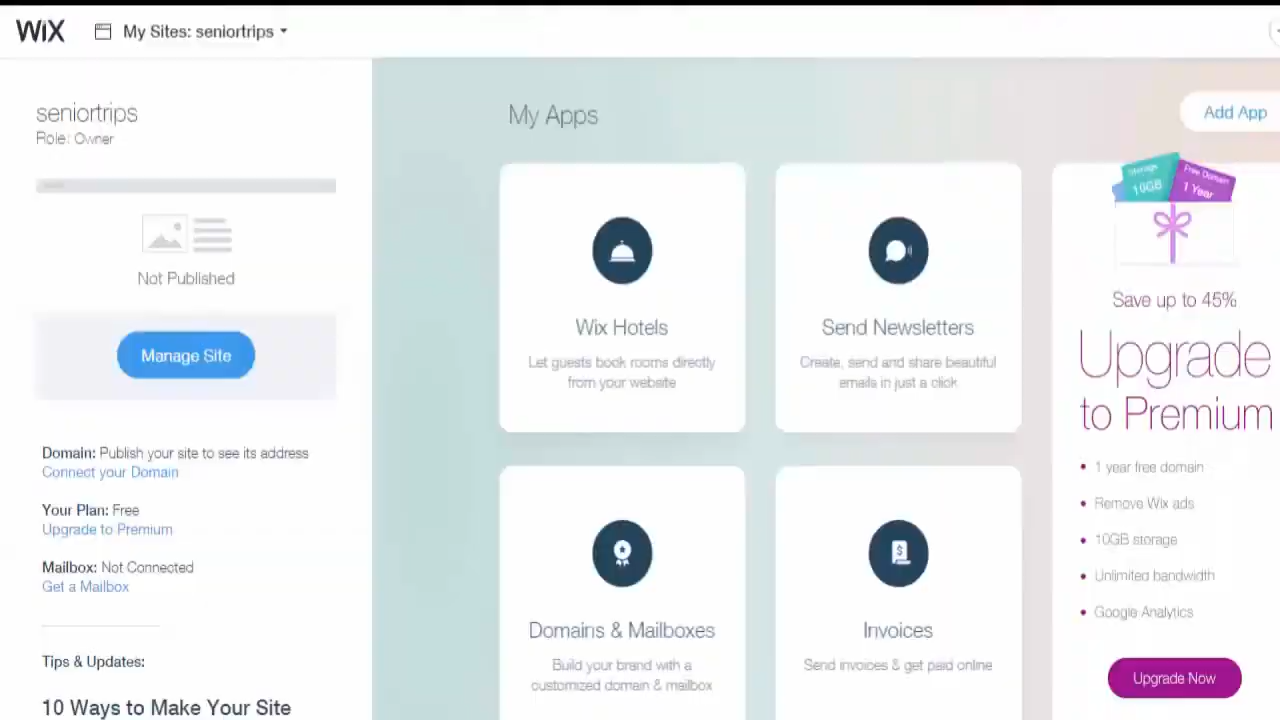 WiX
My Sites: seniortrips
seniortrips
Role: Owner
Not Published
Manage Site
Domain: Publish your site to see its address
Connect your Domain
Your Plan: Free
Upgrade to Premium
Mailbox: Not Connected
Get a Mailbox
Tips & Updates:
10 Ways to Make Your Site
My Apps
Add App
Wix Hotels
Let guests book rooms directly
from your website
Send Newsletters
Create, send and share beautiful
emails in just a click
Domains & Mailboxes
Build your brand with a
customized domain & mailbox
Invoices
Send invoices & get paid online
Storage
10GB
Free Domain
1 Year
Save up to 45%
Upgrade
to Premium
1 year free domain
Remove Wix ads
10GB storage
Unlimited bandwidth
Google Analytics
Upgrade Now